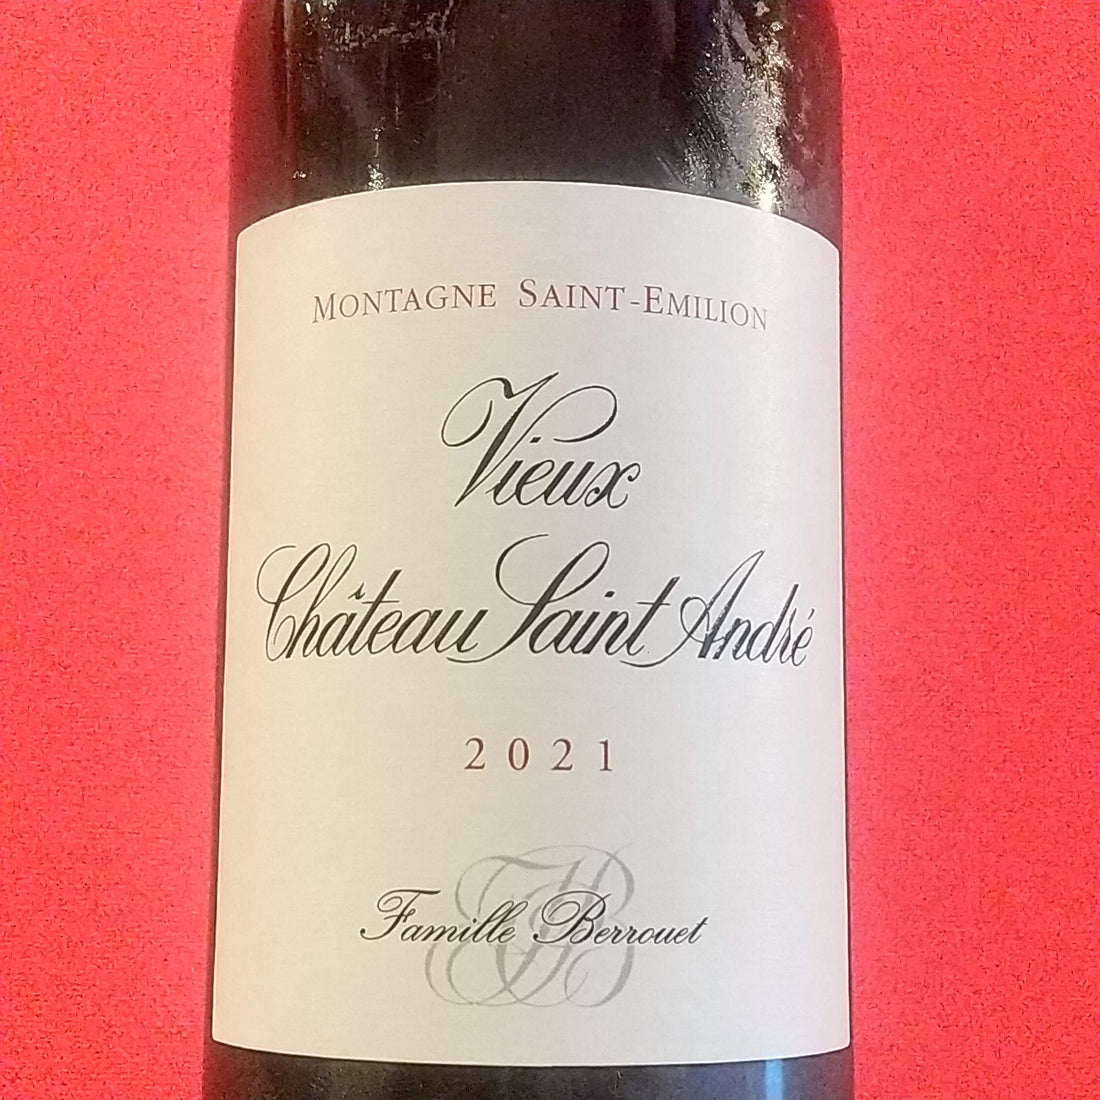 MONTAGNE SAINT-EMILION
Vieux
Château Saint André
2021
Famille Berrouet